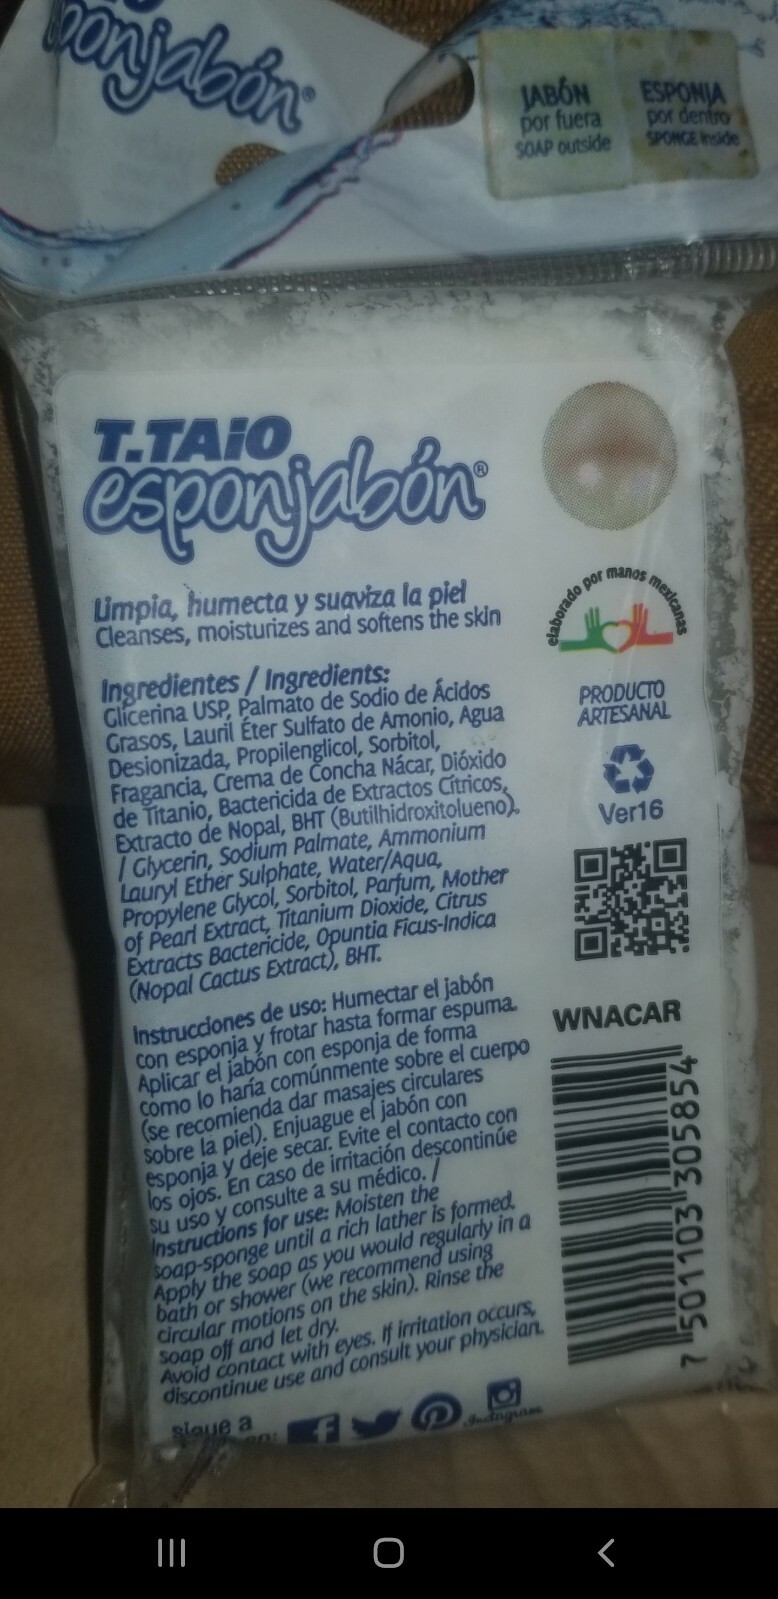 ponjabón®
JABÓN
por fuera
SOAP outside
ESPONJA
por dentro
SPONGE inside
T.TAiO
esponjabón®
Limpia, humecta y suaviza la piel
Cleanses, moisturizes and softens the skin
Ingredientes / Ingredients:
Glicerina USP, Palmato de Sodio de Ácidos
Grasos, Lauril Éter Sulfato de Amonio, Agua
Desionizada, Propilenglicol, Sorbitol,
Fragancia, Crema de Concha Nácar, Dióxido
de Titanio, Bactericida de Extractos Cítricos,
Extracto de Nopal, BHT (Butilhidroxitolueno).
/ Glycerin, Sodium Palmate, Ammonium
Lauryl Ether Sulphate, Water/Aqua,
Propylene Glycol, Sorbitol, Parfum, Mother
of Pearl Extract, Titanium Dioxide, Citrus
Extracts Bactericide, Opuntia Ficus-Indica
(Nopal Cactus Extract), BHT.
Instrucciones de uso: Humectar el jabón
con esponja y frotar hasta formar espuma.
Aplicar el jabón con esponja de forma
como lo haría comúnmente sobre el cuerpo
(se recomienda dar masajes circulares
sobre la piel). Enjuague el jabón con
esponja y deje secar. Evite el contacto con
los ojos. En caso de irritación descontinúe
su uso y consulte a su médico. /
Instructions for use: Moisten the
soap-sponge until a rich lather is formed.
Apply the soap as you would regularly in a
bath or shower (we recommend using
circular motions on the skin). Rinse the
soap off and let dry.
Avoid contact with eyes. If irritation occurs,
discontinue use and consult your physician.
sigue a
Instagram
elaborado por manos mexicanas
PRODUCTO
ARTESANAL
Ver16
WNACAR
7 501103 305854